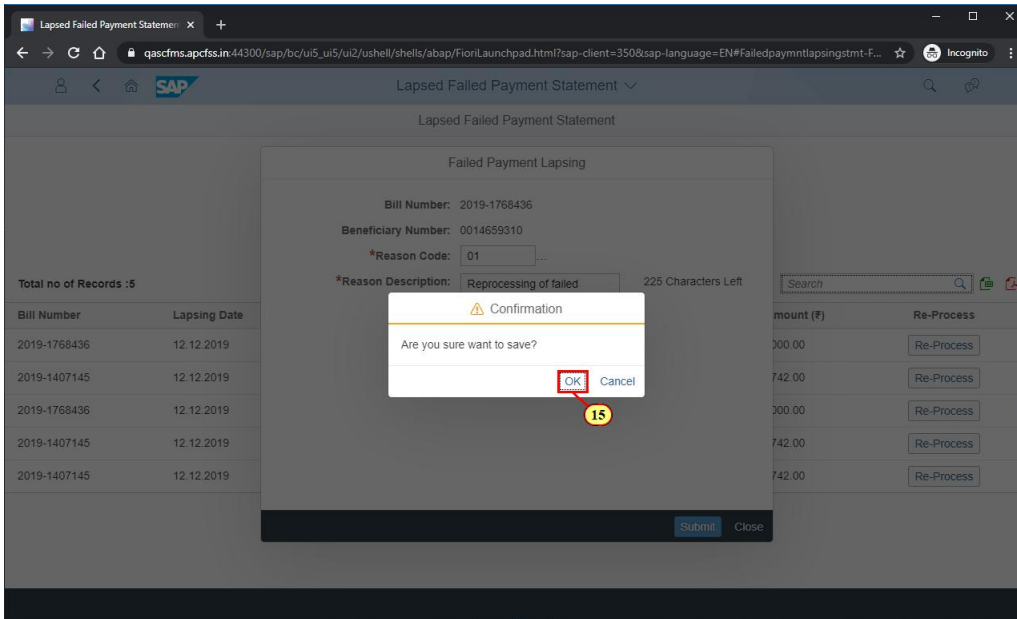 Lapsed Failed Payment Statemen
qascfms.apcfss.in:44300/sap/bc/ui5_ui5/ui2/ushell/shells/abap/FioriLaunchpad.html?sap-client=350&sap-language=EN#Failedpaymntlapsingstmt-F...
Incognito
SAP
Lapsed Failed Payment Statement
Lapsed Failed Payment Statement
Failed Payment Lapsing
Bill Number: 2019-1768436
Beneficiary Number: 0014659310
*Reason Code: 01 ...
*Reason Description: Reprocessing of failed 225 Characters Left
Total no of Records :5 Search
Bill Number Lapsing Date mount (₹) Re-Process
2019-1768436 12.12.2019 000.00 Re-Process
2019-1407145 12.12.2019 742.00 Re-Process
2019-1768436 12.12.2019 000.00 Re-Process
2019-1407145 12.12.2019 742.00 Re-Process
2019-1407145 12.12.2019 742.00 Re-Process
Confirmation
Are you sure want to save?
OK Cancel
15
Submit Close